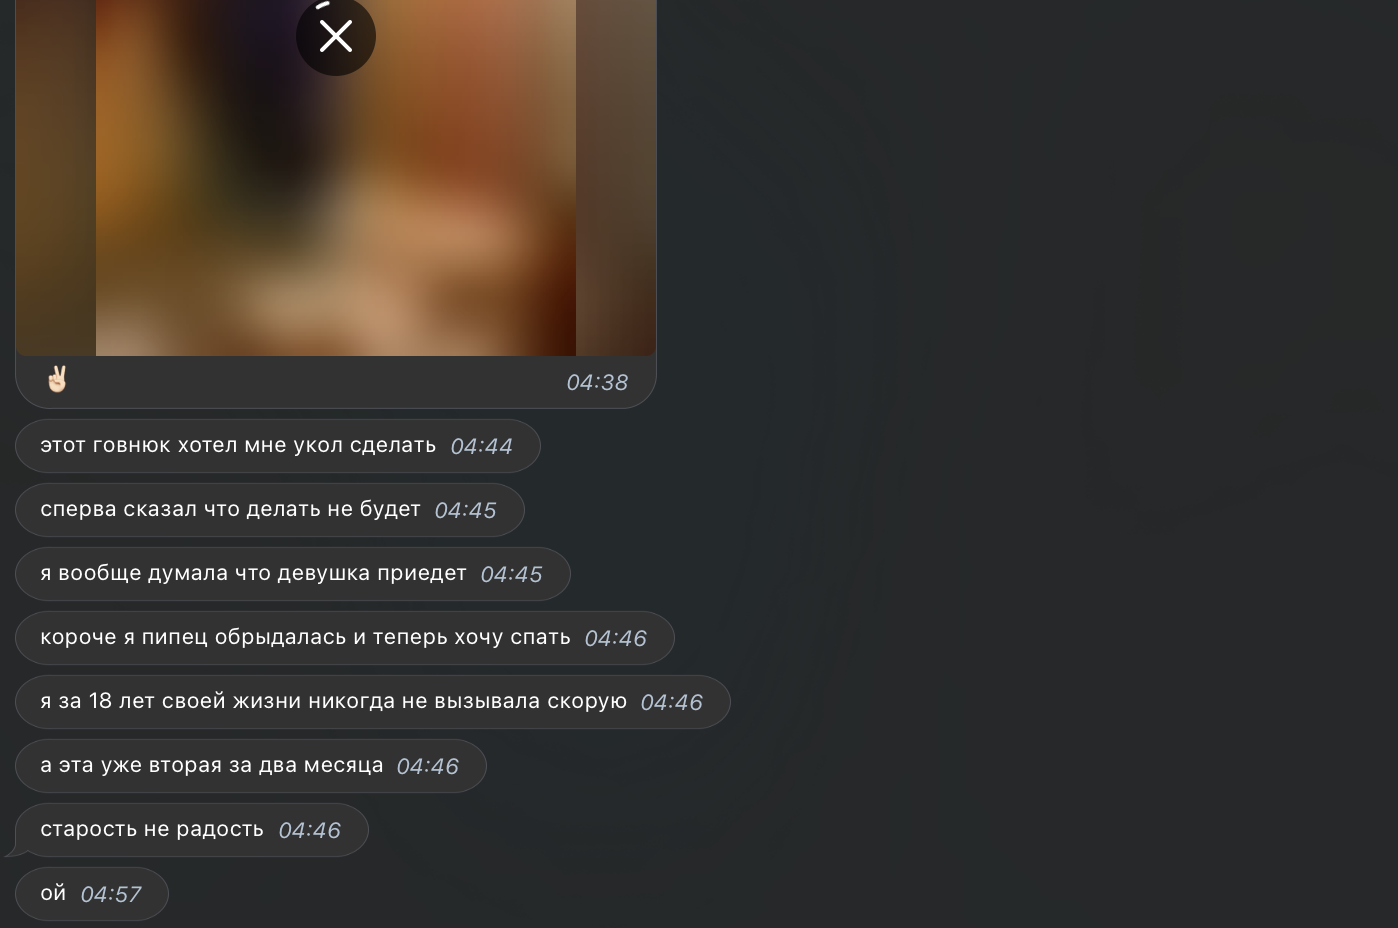 ✌🏻 04:38
этот говнюк хотел мне укол сделать 04:44
сперва сказал что делать не будет 04:45
я вообще думала что девушка приедет 04:45
короче я пипец обрыдалась и теперь хочу спать 04:46
я за 18 лет своей жизни никогда не вызывала скорую 04:46
а эта уже вторая за два месяца 04:46
старость не радость 04:46
ой 04:57